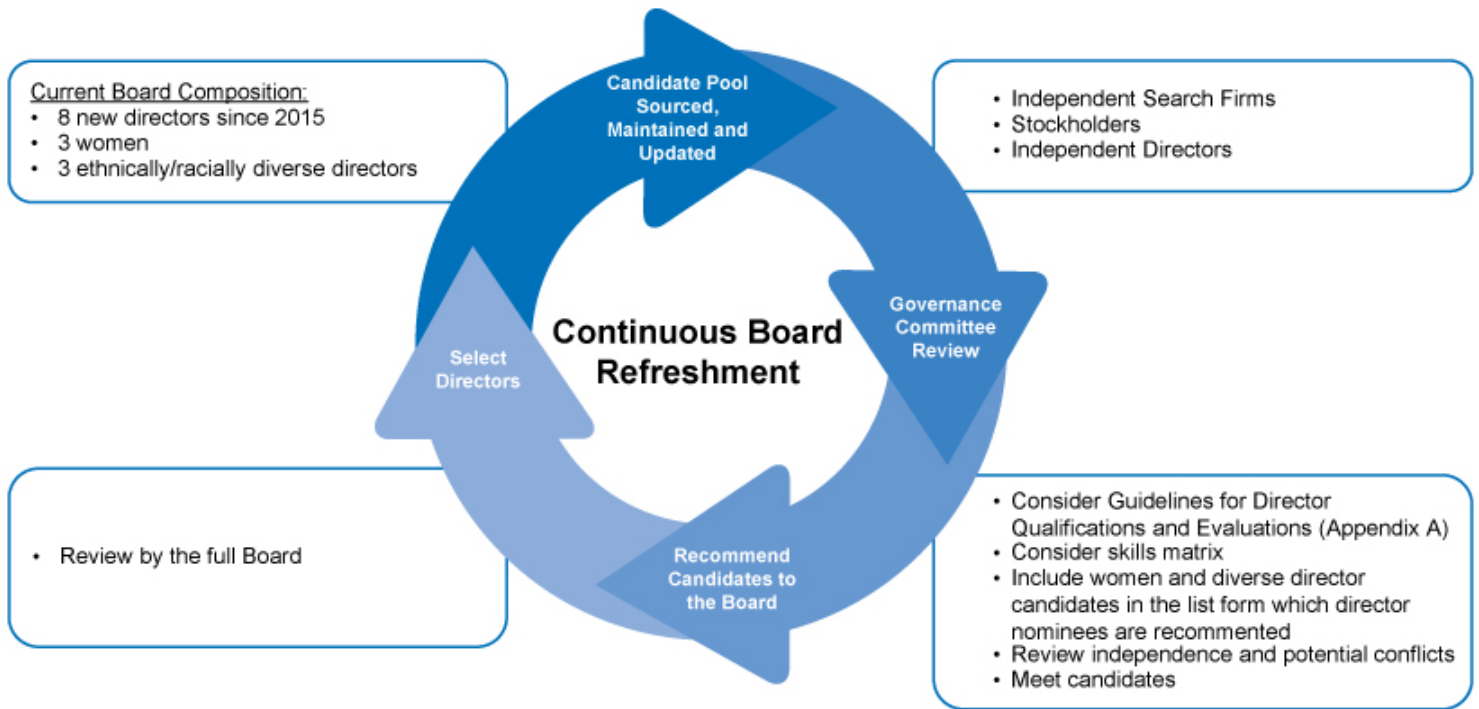 Current Board Composition:
• 8 new directors since 2015
• 3 women
• 3 ethnically/racially diverse directors
Candidate Pool
Sourced,
Maintained and
Updated
• Independent Search Firms
• Stockholders
• Independent Directors
Governance
Committee
Review
Continuous Board
Refreshment
Select
Directors
• Consider Guidelines for Director
Qualifications and Evaluations (Appendix A)
• Consider skills matrix
• Include women and diverse director
candidates in the list form which director
nominees are recommented
• Review independence and potential conflicts
• Meet candidates
Recommend
Candidates to
the Board
• Review by the full Board